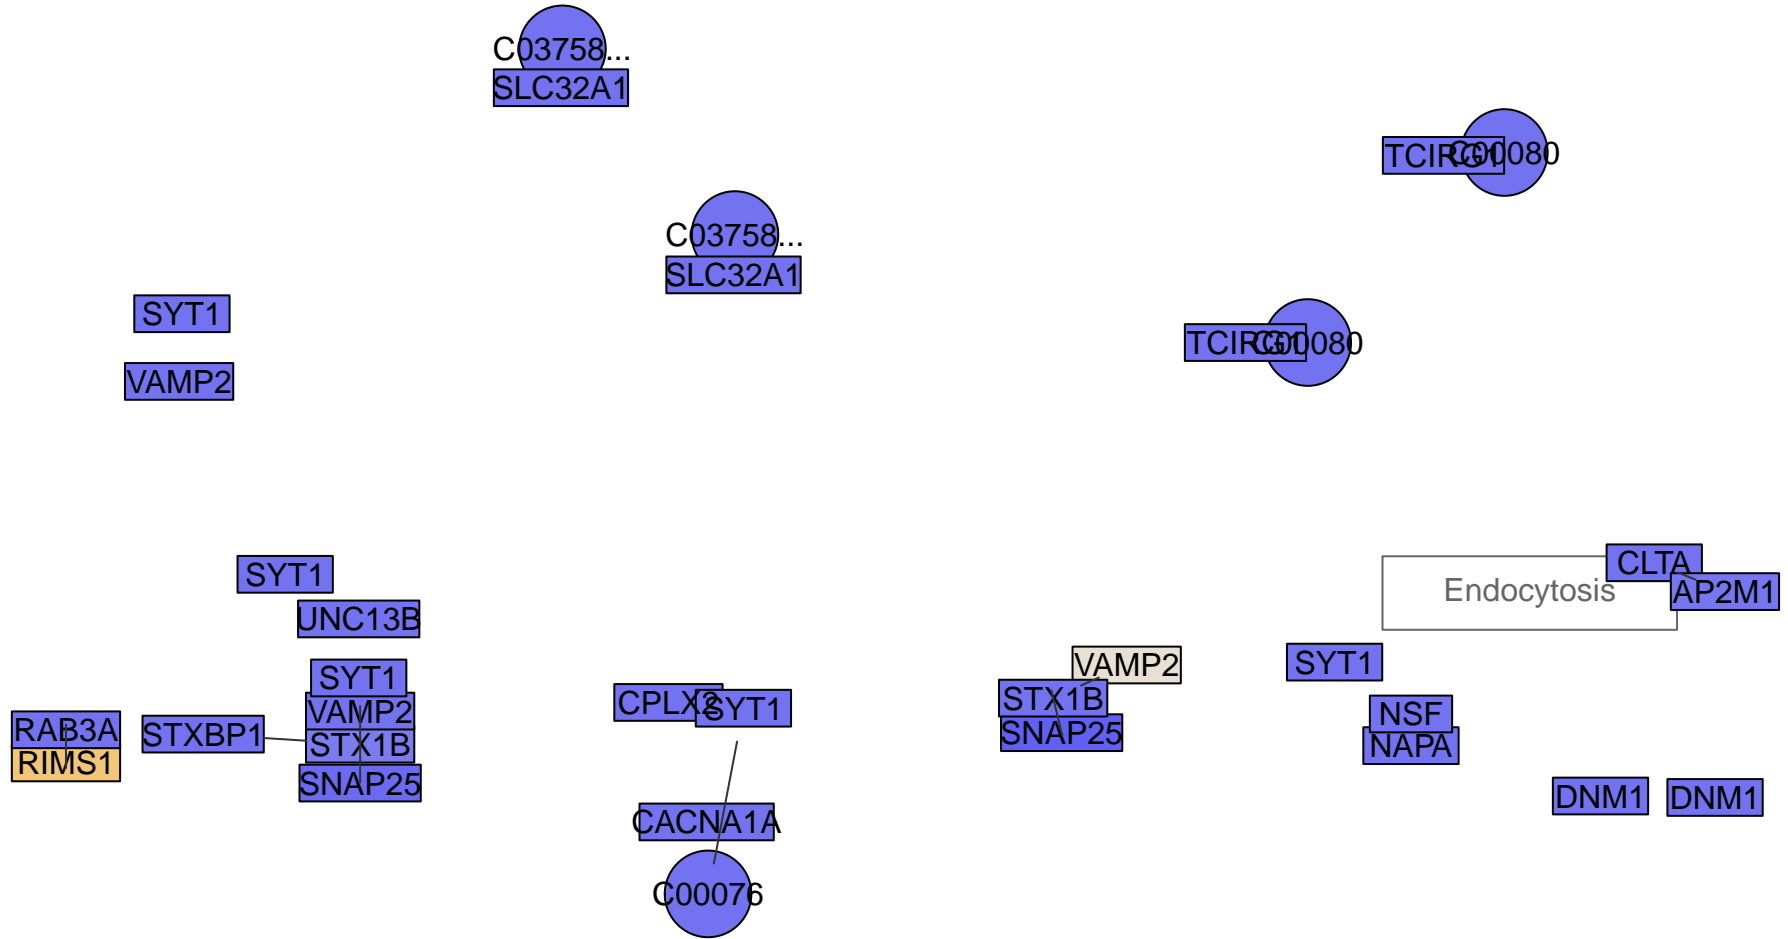 C03758...
SLC32A1
TCIRG1
C00080
C03758...
SLC32A1
SYT1
TCIRG1
C00080
VAMP2
SYT1
UNC13B
CLTA
Endocytosis
AP2M1
SYT1
VAMP2
STX1B
SNAP25
RAB3A
RIMS1
STXBP1
CPLX2
SYT1
CACNA1A
C00076
VAMP2
STX1B
SNAP25
SYT1
NSF
NAPA
DNM1
DNM1